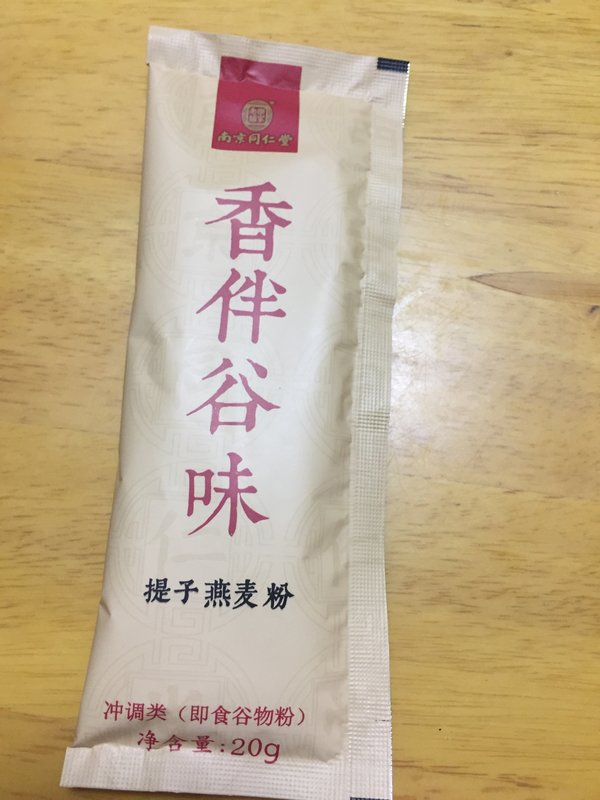 南京同仁堂
香伴谷味
提子燕麦粉
冲调类（即食谷物粉）
净含量:20g